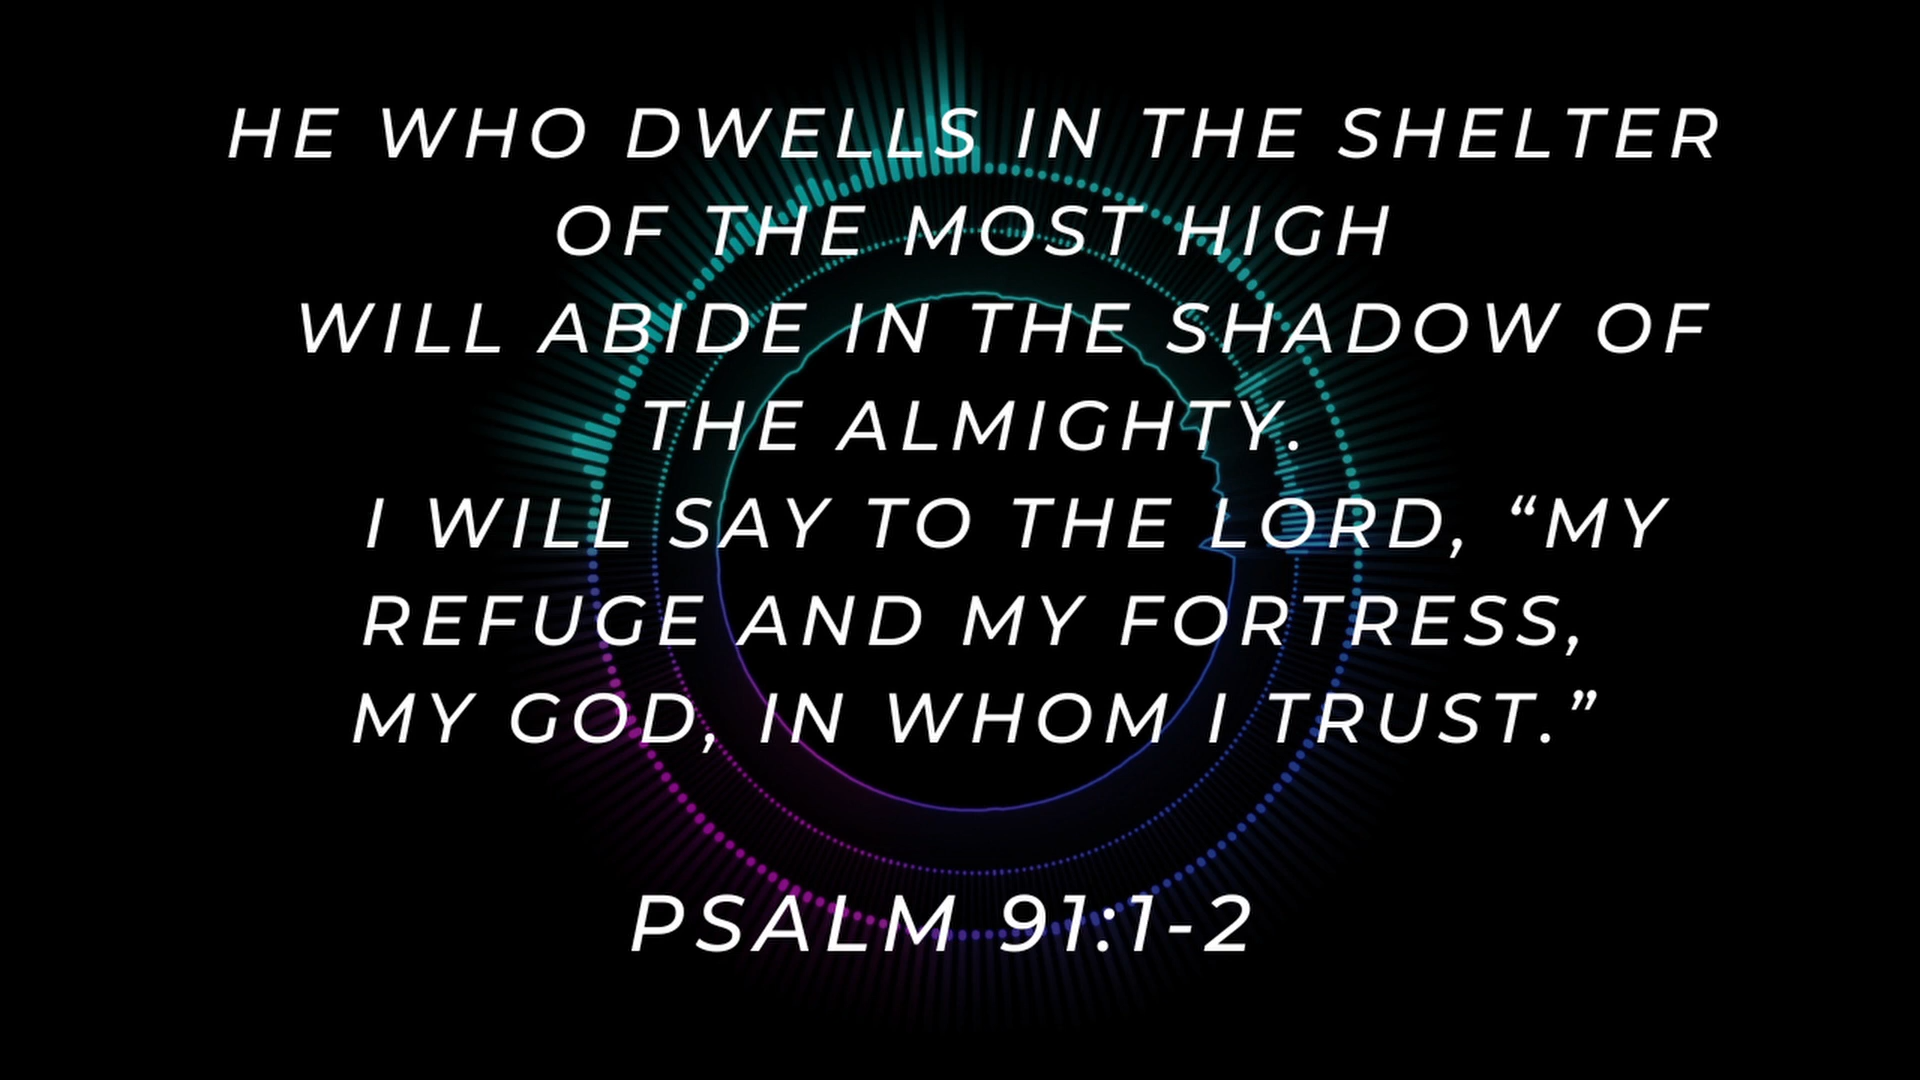 HE WHO DWELLS IN THE SHELTER
OF THE MOST HIGH
WILL ABIDE IN THE SHADOW OF
THE ALMIGHTY.
I WILL SAY TO THE LORD, “MY
REFUGE AND MY FORTRESS,
MY GOD, IN WHOM I TRUST.”
PSALM 91:1-2